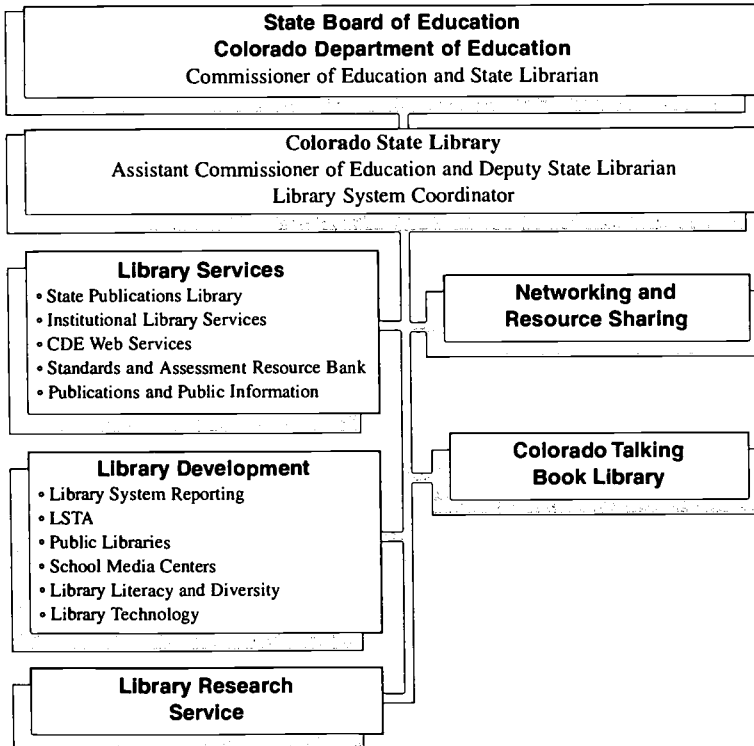 State Board of Education
Colorado Department of Education
Commissioner of Education and State Librarian
Colorado State Library
Assistant Commissioner of Education and Deputy State Librarian
Library System Coordinator
Library Services
• State Publications Library
• Institutional Library Services
• CDE Web Services
• Standards and Assessment Resource Bank
• Publications and Public Information
Networking and
Resource Sharing
Library Development
• Library System Reporting
• LSTA
• Public Libraries
• School Media Centers
• Library Literacy and Diversity
• Library Technology
Colorado Talking
Book Library
Library Research
Service